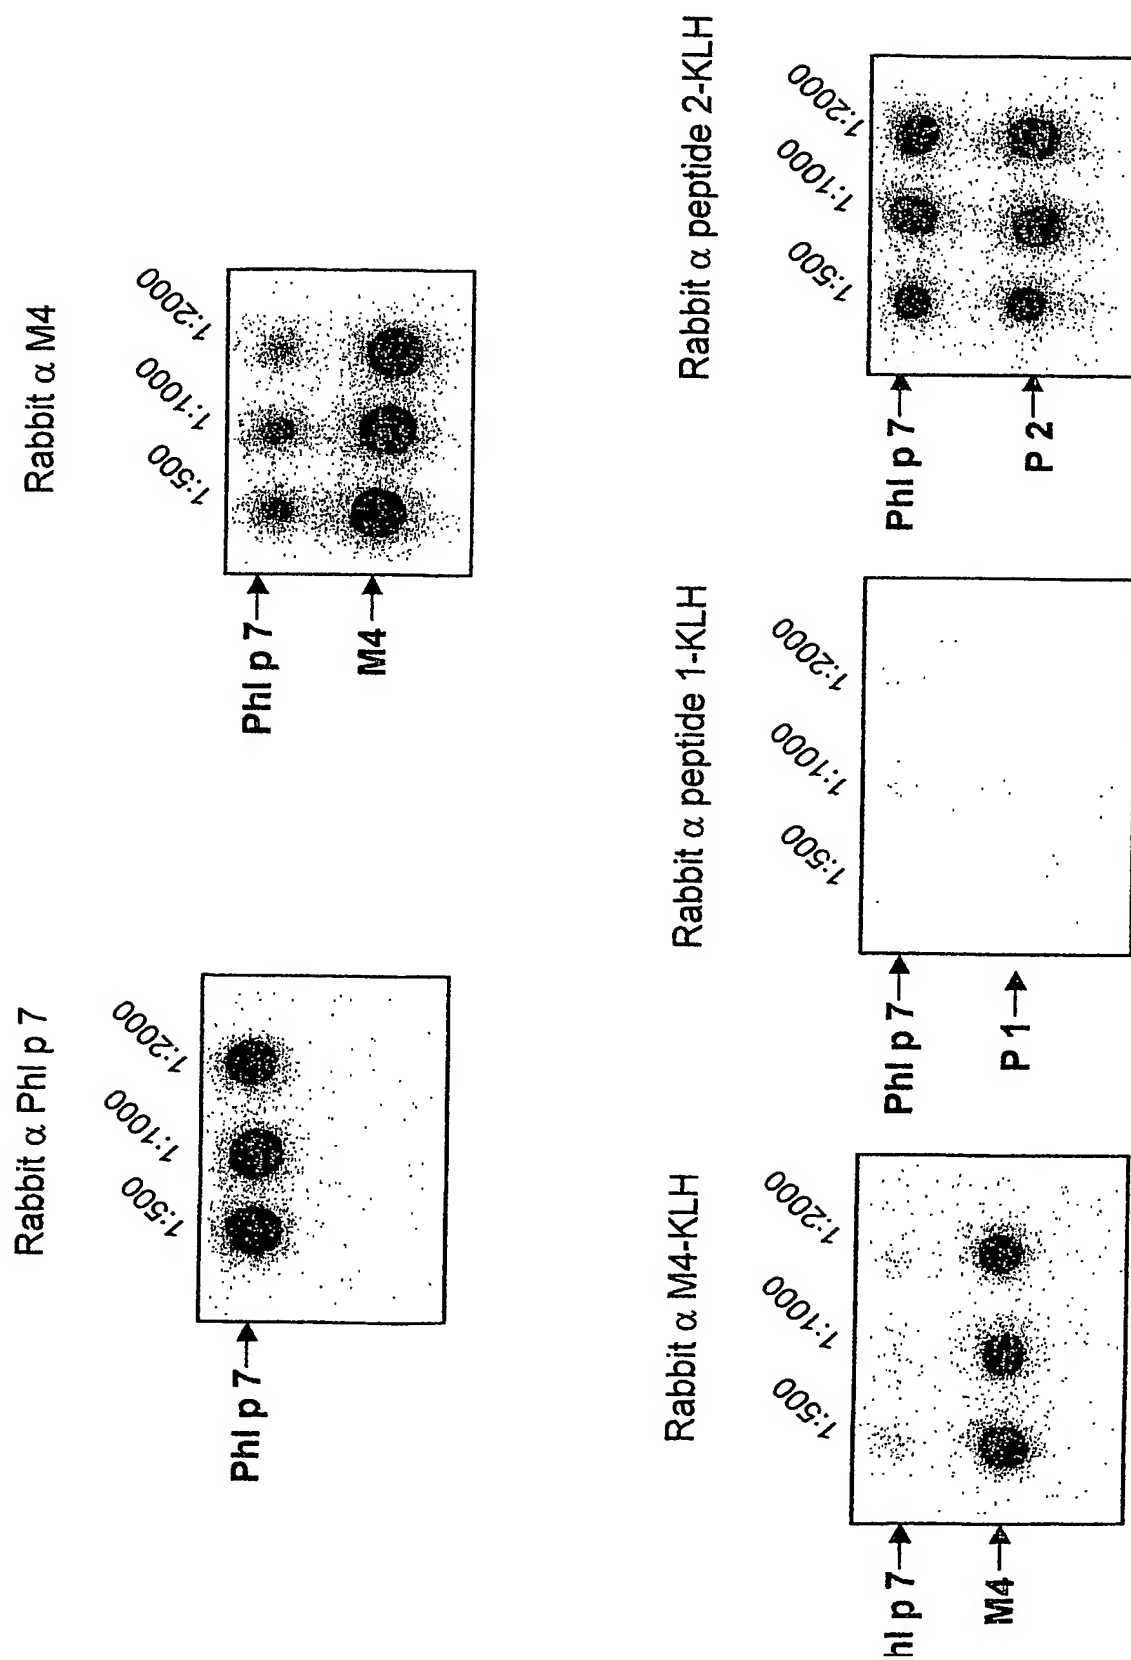 Rabbit α Phl p 7
1:500
1:1000
1:2000
Phl p 7
Rabbit α M4
1:500
1:1000
1:2000
Phl p 7
M4
Rabbit α M4-KLH
1:500
1:1000
1:2000
hl p 7
M4
Rabbit α peptide 1-KLH
1:500
1:1000
1:2000
Phl p 7
P 1
Rabbit α peptide 2-KLH
1:500
1:1000
1:2000
Phl p 7
P 2